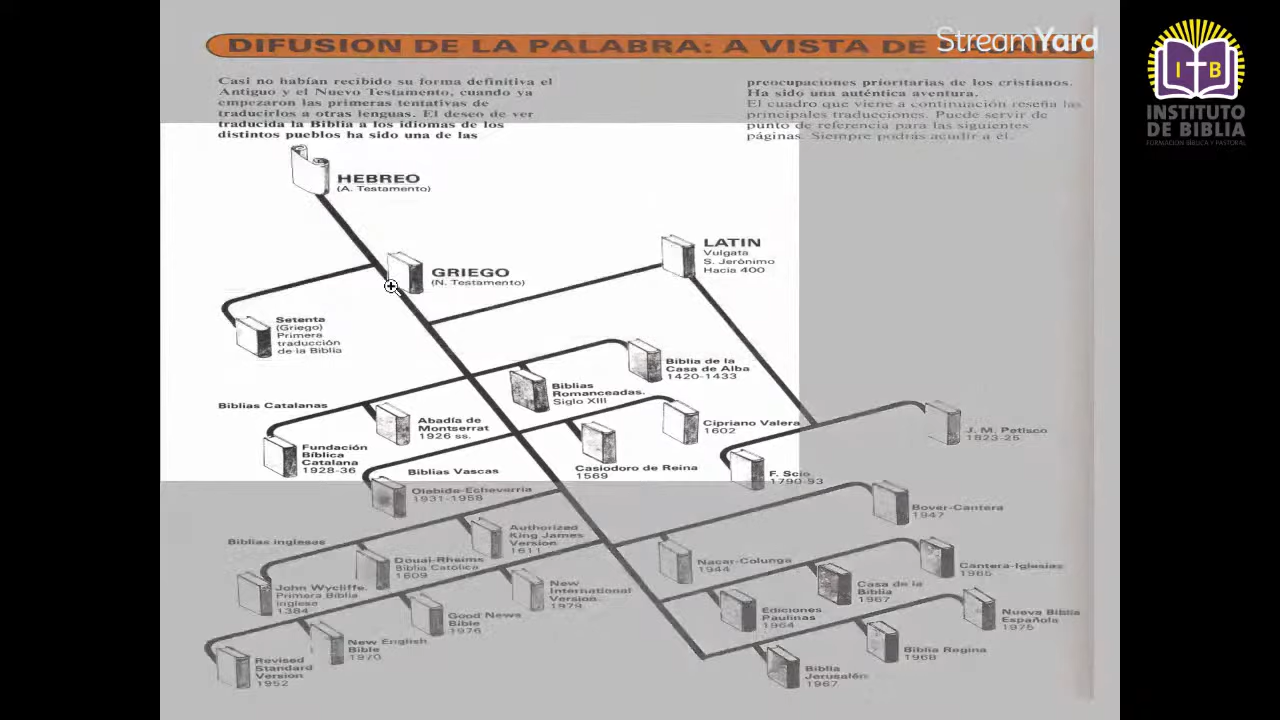 DIFUSION DE LA PALABRA: A VISTA DE
StreamYard
INSTITUTO
DE BIBLIA
FORMACION BIBLICA Y PASTORAL
I B
Casi no habían recibido su forma definitiva el
Antiguo y el Nuevo Testamento, cuando ya
empezaron las primeras tentativas de
traducirlos a otras lenguas. El deseo de ver
traducida la Biblia a los idiomas de los
distintos pueblos ha sido una de las
preocupaciones prioritarias de los cristianos.
Ha sido una auténtica aventura.
El cuadro que viene a continuación reseña las
principales traducciones. Puede servir de
punto de referencia para las siguientes
páginas. Siempre podrás acudir a él.
HEBREO
(A. Testamento)
LATIN
Vulgata
S. Jerónimo
Hacia 400
GRIEGO
(N. Testamento)
Setenta
(Griego)
Primera
traducción
de la Biblia
Biblia de la
Casa de Alba
1420-1433
Biblias
Romanceadas.
Siglo XIII
Biblias Catalanas
Abadía de
Montserrat
1926 ss.
Cipriano Valera
1602
J. M. Petisco
1823-25
Fundación
Bíblica
Catalana
1928-36
Biblias Vascas
Casiodoro de Reina
1569
F. Scio
1790-93
Olabide-Echevarria
1931-1958
Bover-Cantera
1947
Authorized
King James
Version
1611
Biblias inglesas
Douai-Rheims
Biblia Católica
1609
Nacar-Colunga
1944
Cantera-Iglesias
1965
John Wycliffe.
Primera Biblia
inglese
1384
New
International
Version
1979
Casa de la
Biblia
1967
Good News
Bible
1976
Ediciones
Paulinas
1964
Nueva Biblia
Española
1975
New English
Bible
1970
Biblia Regina
1968
Revised
Standard
Version
1952
Biblia
Jerusalén
1967